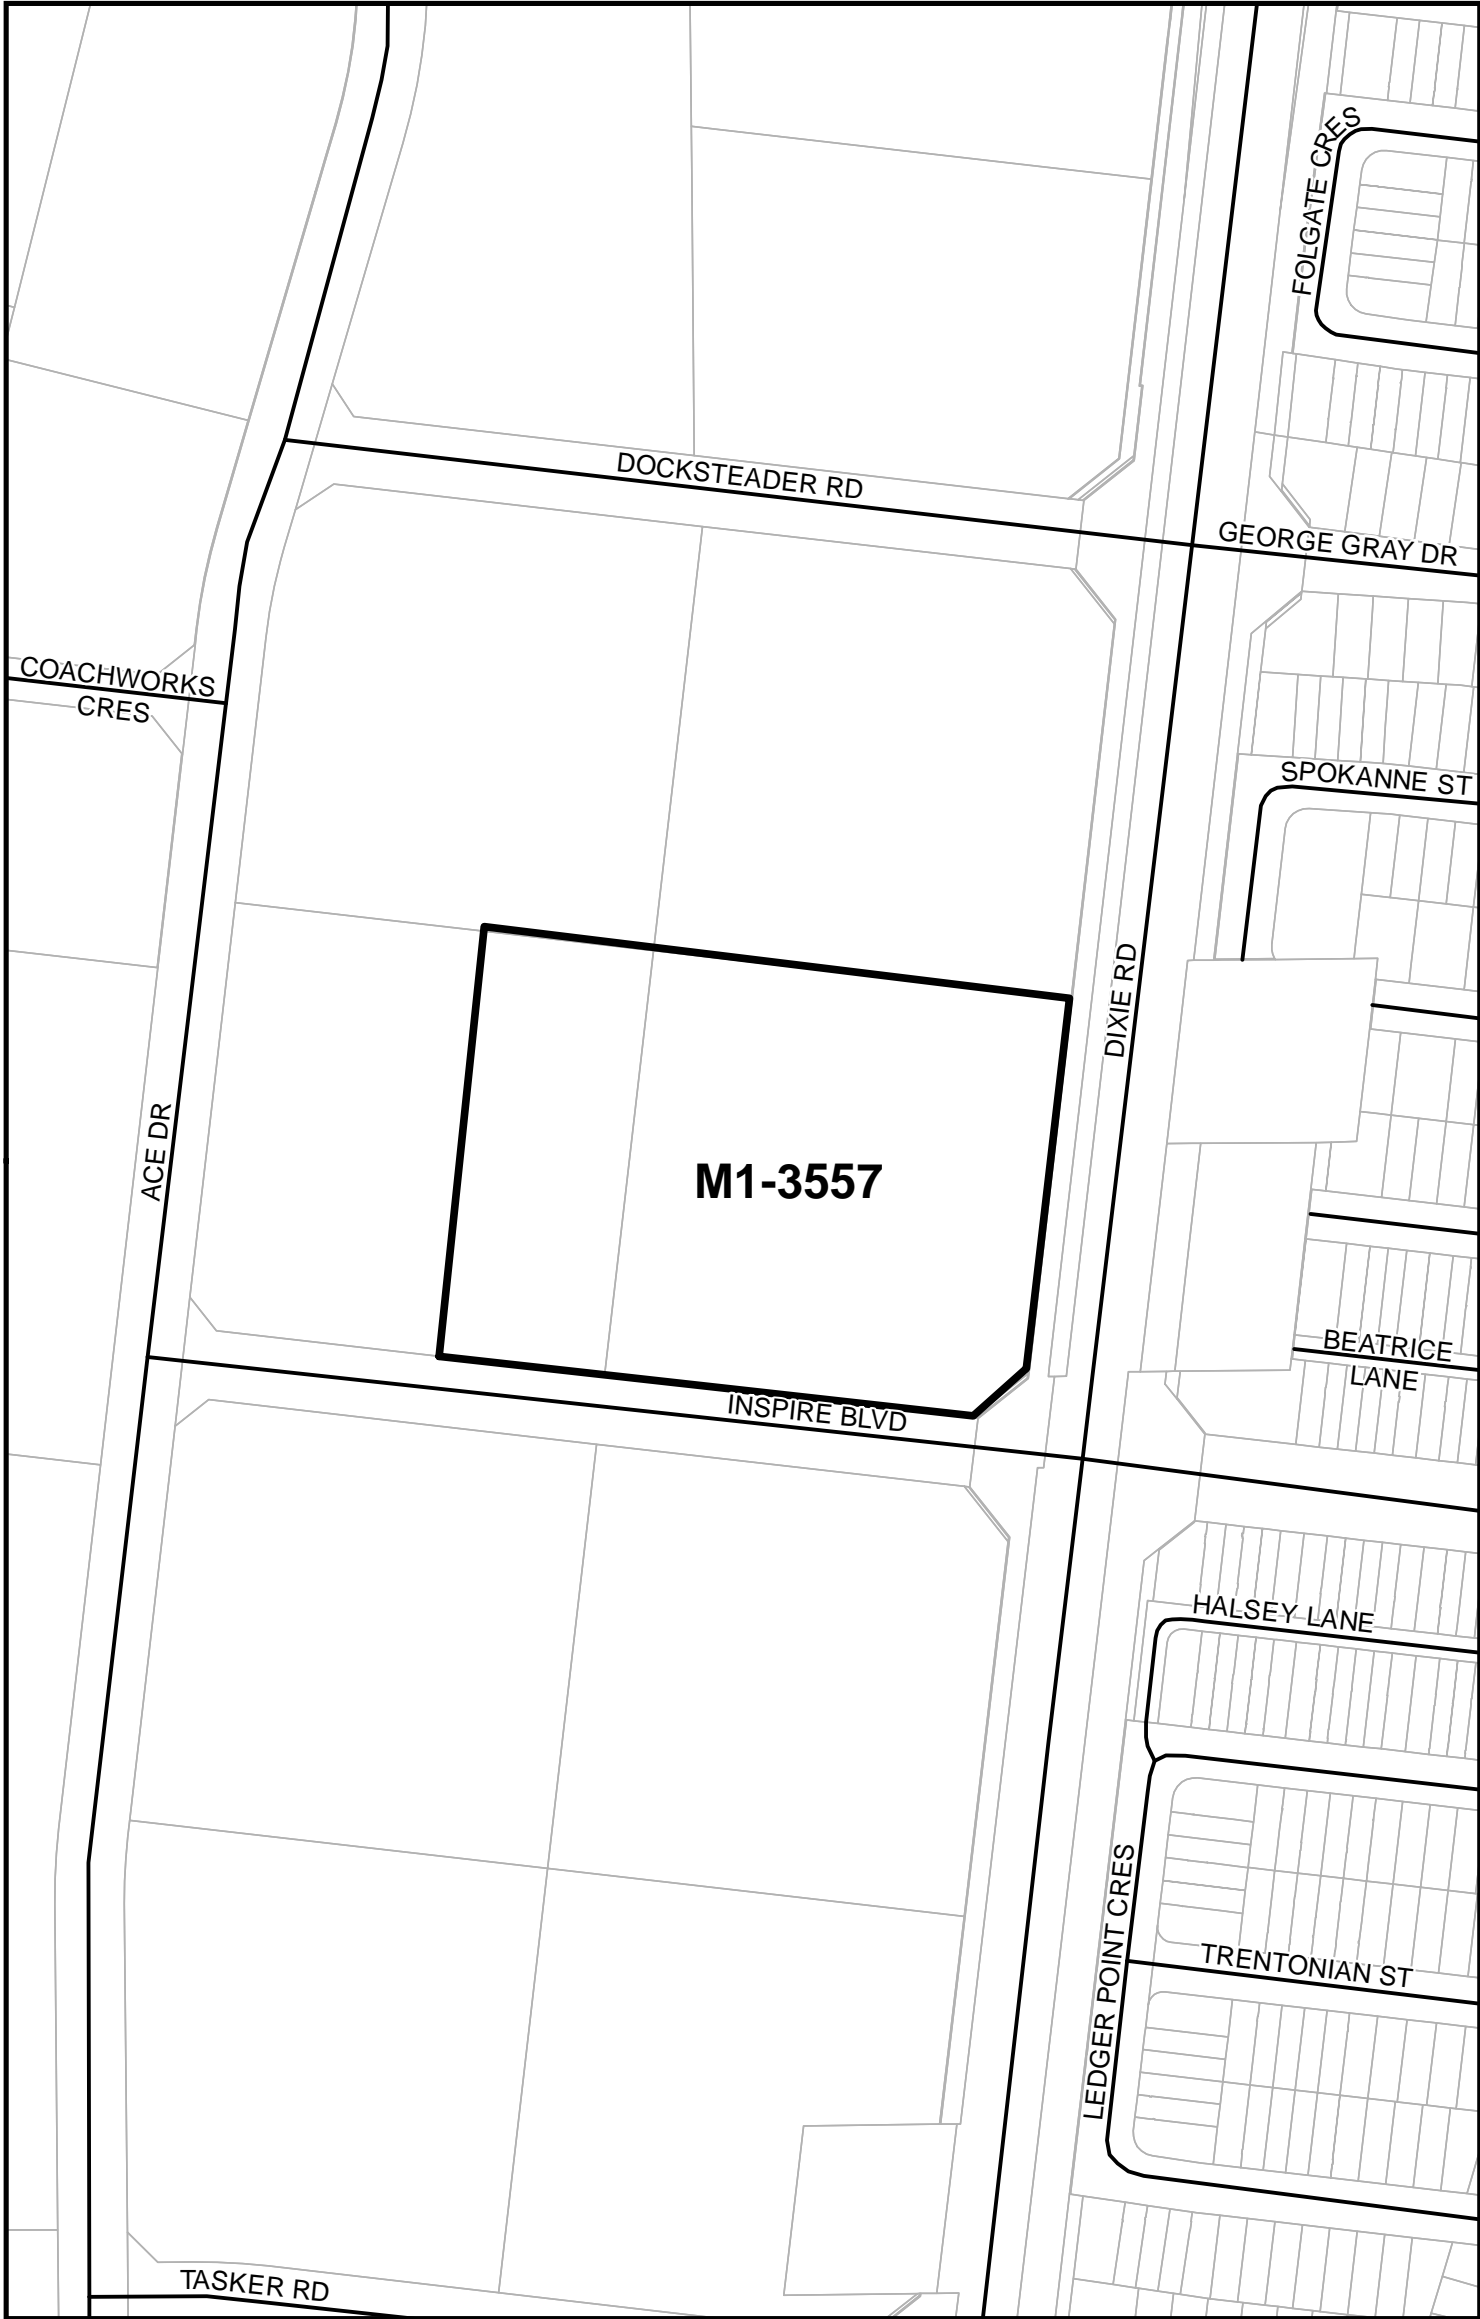 FOLGATE CRES
DOCKSTEADER RD
GEORGE GRAY DR
COACHWORKS
CRES
SPOKANNE ST
DIXIE RD
ACE DR
M1-3557
BEATRICE
LANE
INSPIRE BLVD
HALSEY LANE
LEDGER POINT CRES
TRENTONIAN ST
TASKER RD